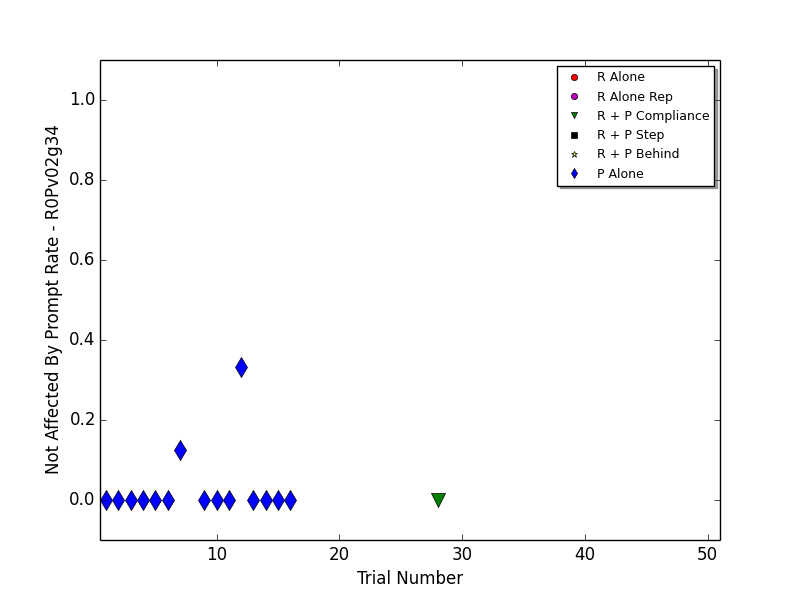 Not Affected By Prompt Rate - R0Pv02g34
1.0
0.8
0.6
0.4
0.2
0.0
10
20
30
40
50
Trial Number
R Alone
R Alone Rep
R + P Compliance
R + P Step
R + P Behind
P Alone